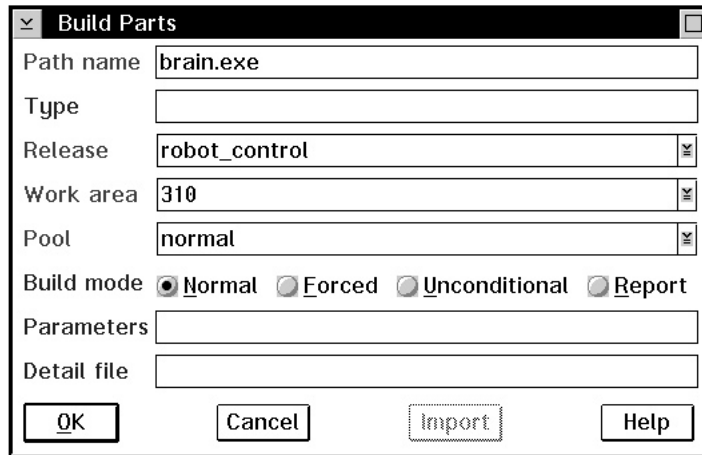 Build Parts
Path name brain.exe
Type
Release robot_control
Work area 310
Pool normal
Build mode Normal Forced Unconditional Report
Parameters
Detail file
OK Cancel Import Help